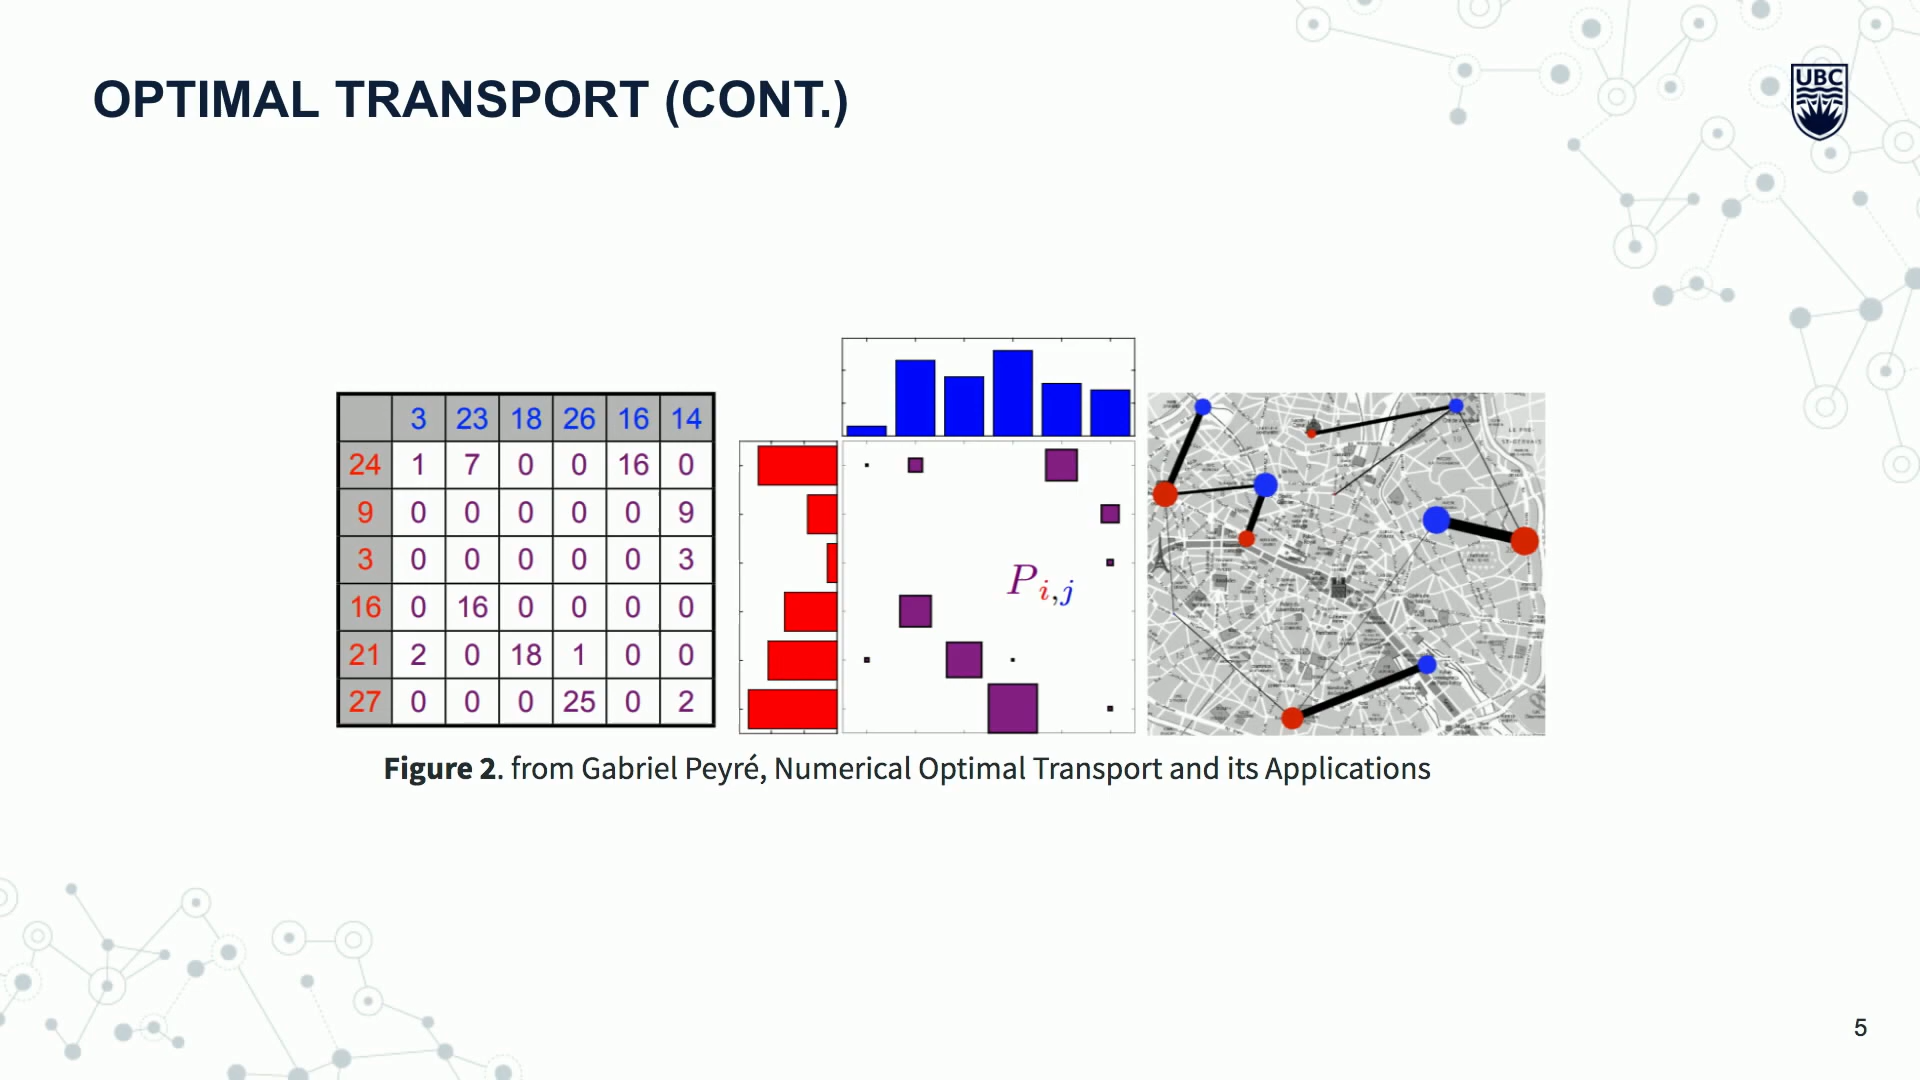 OPTIMAL TRANSPORT (CONT.)
UBC
3 23 18 26 16 14
24 1 7 0 0 16 0
9 0 0 0 0 0 9
3 0 0 0 0 0 3
16 0 16 0 0 0 0
21 2 0 18 1 0 0
27 0 0 0 25 0 2
P i,j
Figure 2. from Gabriel Peyré, Numerical Optimal Transport and its Applications
5